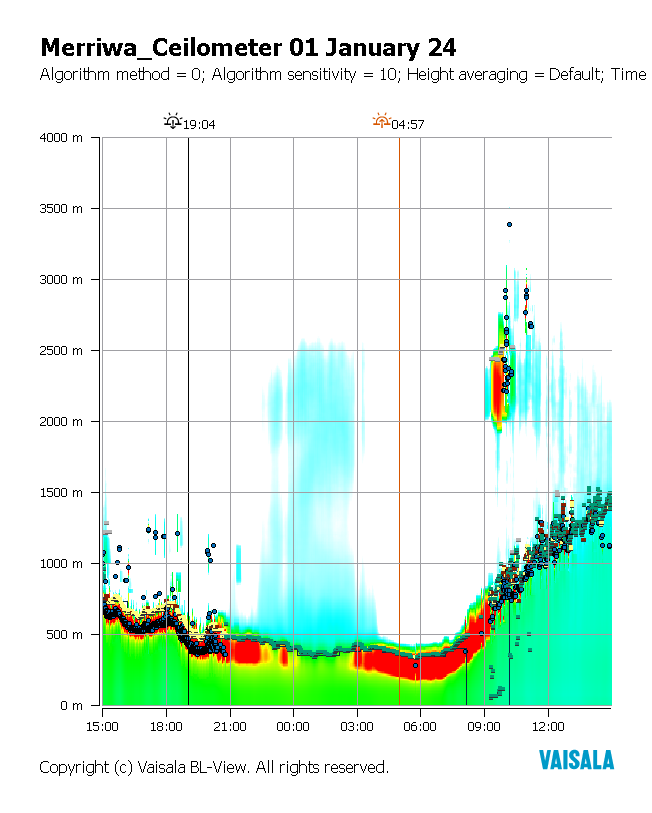 Merriwa_Ceilometer 01 January 24
Algorithm method = 0; Algorithm sensitivity = 10; Height averaging = Default; Time
19:04 04:57
4000 m
3500 m
3000 m
2500 m
2000 m
1500 m
1000 m
500 m
0 m
15:00 18:00 21:00 00:00 03:00 06:00 09:00 12:00
Copyright (c) Vaisala BL-View. All rights reserved.
VAISALA